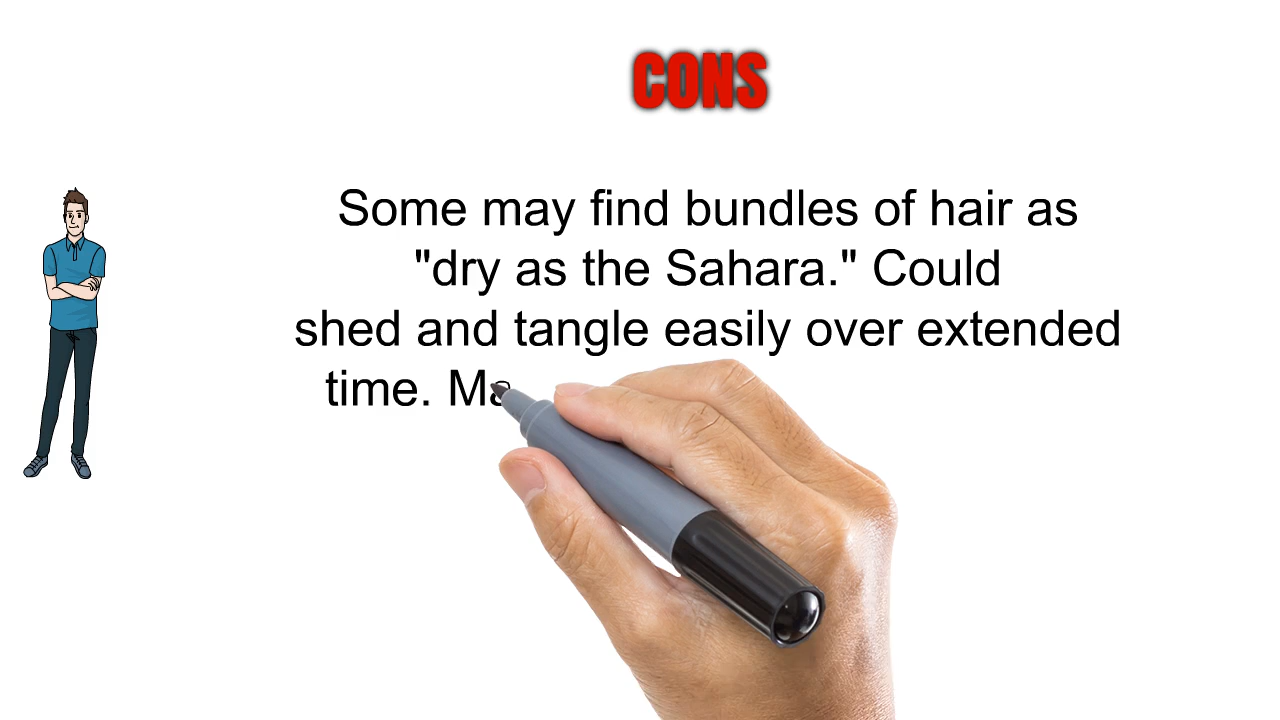 CONS
Some may find bundles of hair as
"dry as the Sahara." Could
shed and tangle easily over extended
time. Ma